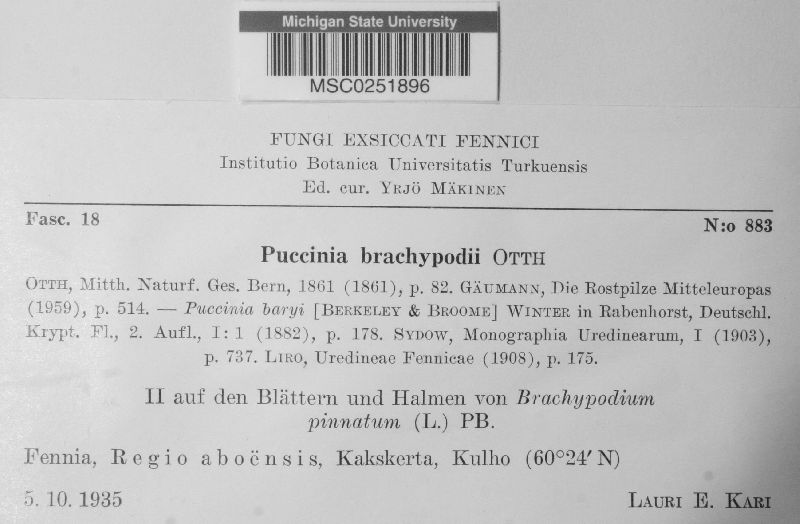 Michigan State University
MSC0251896
FUNGI EXSICCATI FENNICI
Institutio Botanica Universitatis Turkuensis
Ed. cur. YRJÖ MÄKINEN
Fasc. 18 N:o 883
Puccinia brachypodii OTTH
OTTH, Mitth. Naturf. Ges. Bern, 1861 (1861), p. 82. GÄUMANN, Die Rostpilze Mitteleuropas
(1959), p. 514. — Puccinia baryi [BERKELEY & BROOME] WINTER in Rabenhorst, Deutschl.
Krypt. Fl., 2. Aufl., I: 1 (1882), p. 178. SYDOW, Monographia Uredinearum, I (1903),
p. 737. LIRO, Uredineae Fennicae (1908), p. 175.
II auf den Blättern und Halmen von Brachypodium
pinnatum (L.) PB.
Fennia, Regio aboënsis, Kakskerta, Kulho (60°24′ N)
5. 10. 1935 LAURI E. KARI